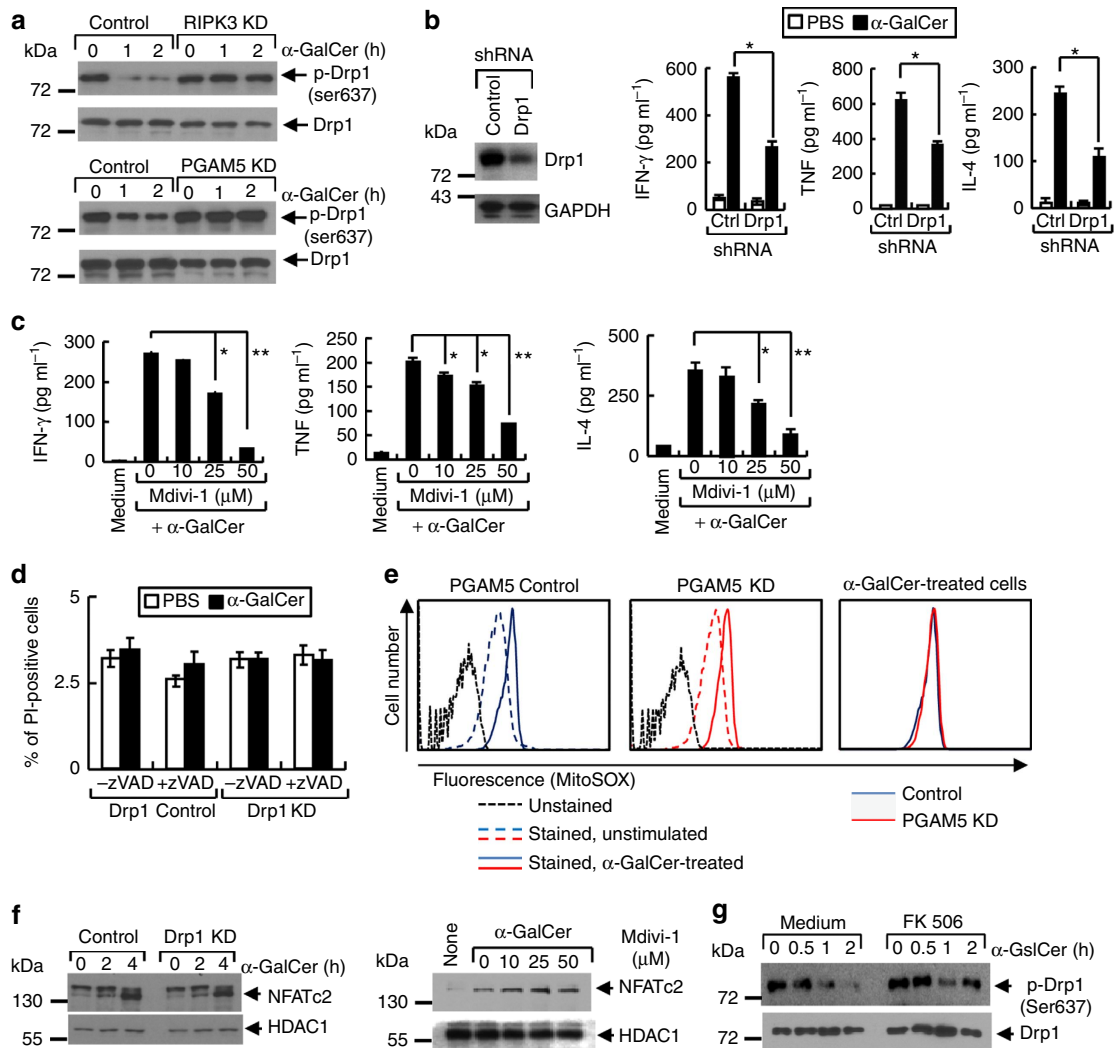 a
Control RIPK3 KD
kDa 0 1 2 0 1 2 α-GalCer (h)
72 p-Drp1
(ser637)
72 Drp1
Control PGAM5 KD
0 1 2 0 1 2 α-GalCer (h)
72 p-Drp1
(ser637)
72 Drp1
b
shRNA
Control Drp1
kDa
72 Drp1
43 GAPDH
PBS α-GalCer
IFN-γ (pg ml−1)
600
400
200
0
*
Ctrl Drp1
shRNA
TNF (pg ml−1)
800
600
400
200
0
*
Ctrl Drp1
shRNA
IL-4 (pg ml−1)
300
200
100
0
*
Ctrl Drp1
shRNA
c
IFN-γ (pg ml−1)
300
200
100
0
* **
Medium 0 10 25 50
Mdivi-1 (μM)
+ α-GalCer
TNF (pg ml−1)
250
200
150
100
50
0
* * **
Medium 0 10 25 50
Mdivi-1 (μM)
+ α-GalCer
IL-4 (pg ml−1)
500
250
0
* **
Medium 0 10 25 50
Mdivi-1 (μM)
+ α-GalCer
d
PBS α-GalCer
% of PI-positive cells
5
2.5
0
−zVAD +zVAD −zVAD +zVAD
Drp1 Control Drp1 KD
e
PGAM5 Control PGAM5 KD α-GalCer-treated cells
Cell number
Fluorescence (MitoSOX)
Unstained
Stained, unstimulated
Stained, α-GalCer-treated
Control
PGAM5 KD
f
Control Drp1 KD
kDa 0 2 4 0 2 4 α-GalCer (h)
130 NFATc2
55 HDAC1
α-GalCer Mdivi-1
kDa None 0 10 25 50 (μM)
130 NFATc2
55 HDAC1
g
Medium FK 506
kDa 0 0.5 1 2 0 0.5 1 2 α-GslCer (h)
72 p-Drp1
(Ser637)
72 Drp1